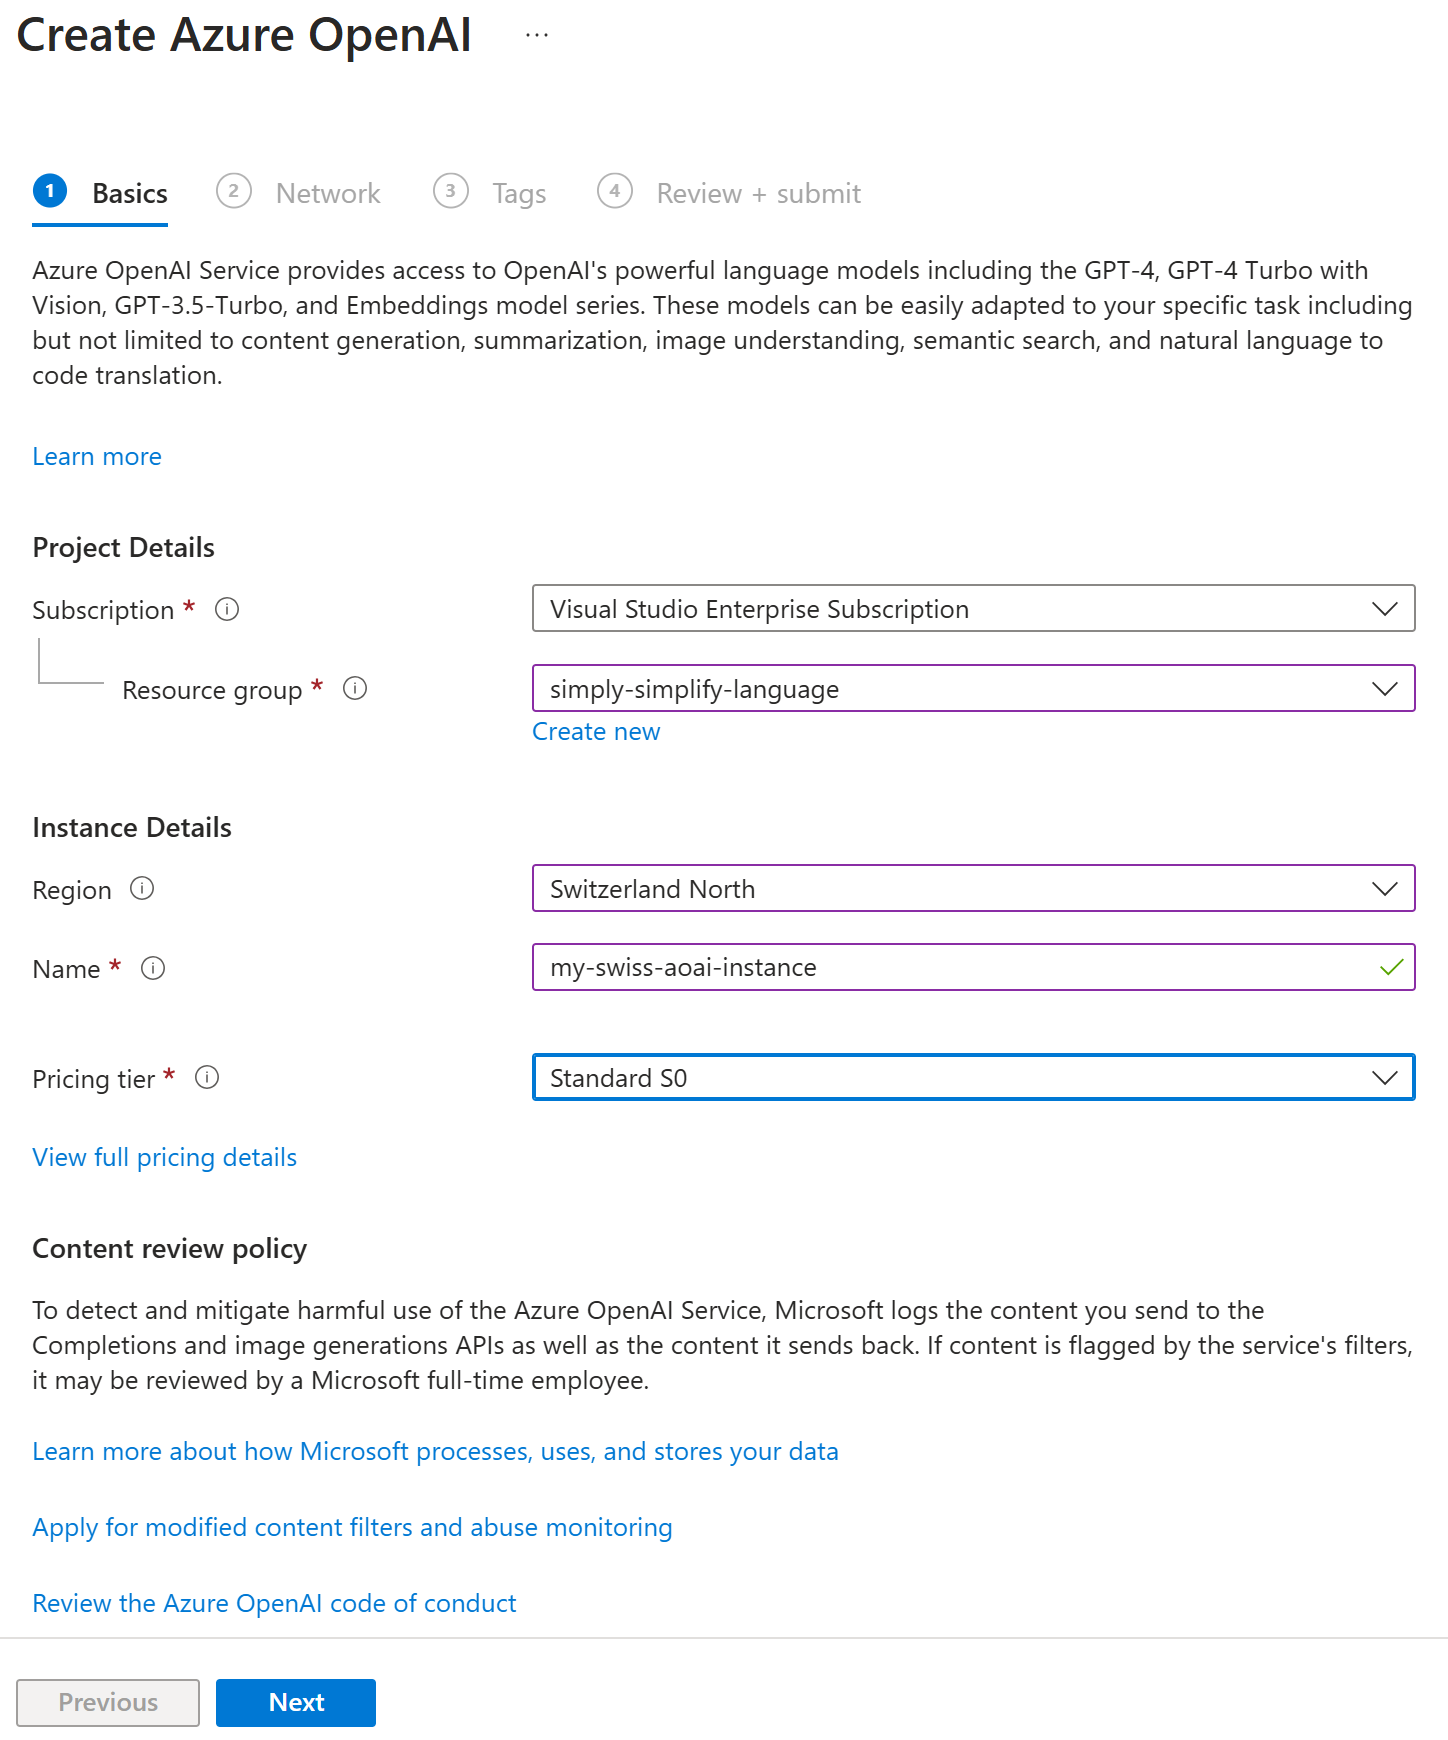 Create Azure OpenAI ...
1 Basics 2 Network 3 Tags 4 Review + submit
Azure OpenAI Service provides access to OpenAI's powerful language models including the GPT-4, GPT-4 Turbo with
Vision, GPT-3.5-Turbo, and Embeddings model series. These models can be easily adapted to your specific task including
but not limited to content generation, summarization, image understanding, semantic search, and natural language to
code translation.
Learn more
Project Details
Subscription * Visual Studio Enterprise Subscription
Resource group * simply-simplify-language
Create new
Instance Details
Region Switzerland North
Name * my-swiss-aoai-instance
Pricing tier * Standard S0
View full pricing details
Content review policy
To detect and mitigate harmful use of the Azure OpenAI Service, Microsoft logs the content you send to the
Completions and image generations APIs as well as the content it sends back. If content is flagged by the service's filters,
it may be reviewed by a Microsoft full-time employee.
Learn more about how Microsoft processes, uses, and stores your data
Apply for modified content filters and abuse monitoring
Review the Azure OpenAI code of conduct
Previous Next